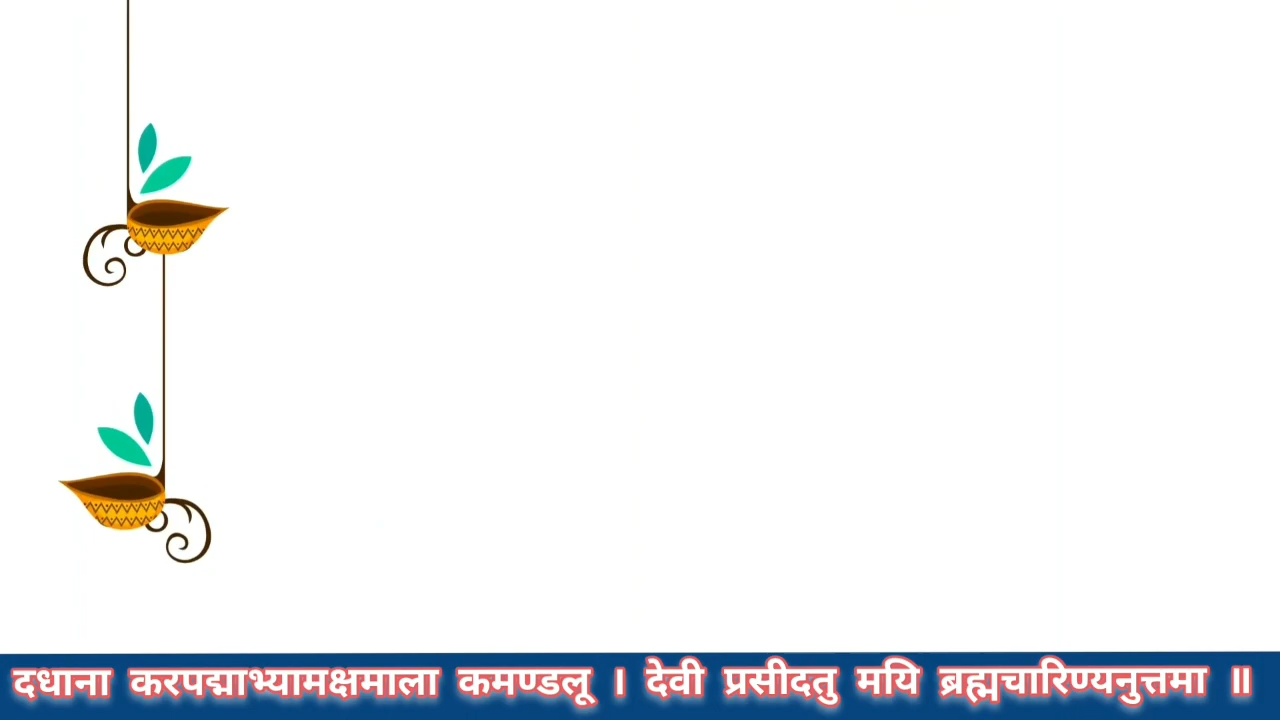 दधाना करपद्माभ्यामक्षमाला कमण्डलू । देवी प्रसीदतु मयि ब्रह्मचारिण्यनुत्तमा ॥